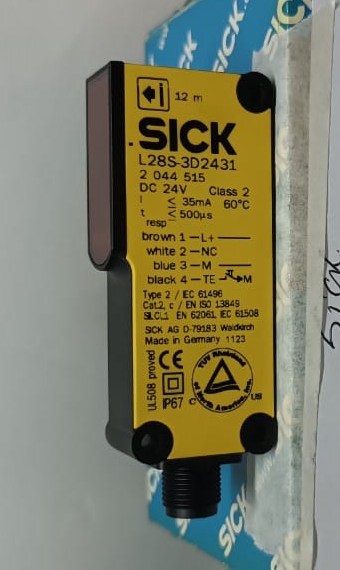 12 m
SICK
L28S-3D2431
2 044 515
DC 24V Class 2
I ≤ 35mA 60°C
t resp ≤ 500µs
brown 1 — L+
white 2 — NC
blue 3 — M
black 4 — TE M
Type 2 / IEC 61496
Cat.2, c / EN ISO 13849
SILCL1 EN 62061, IEC 61508
SICK AG D-79183 Waldkirch
Made in Germany 1123
UL508 proved
CE
IP67
TÜV Rheinland
of North America, Inc.
C US
SICK
SICK
SICK
SICK